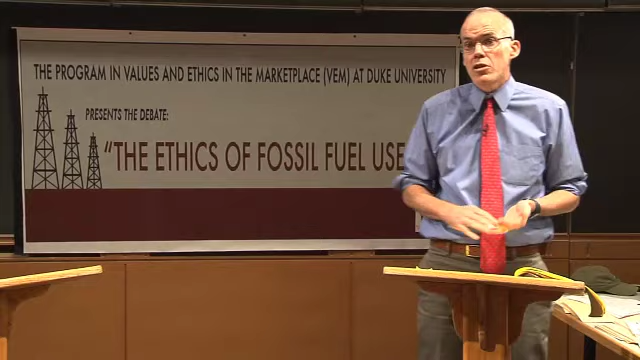 THE PROGRAM IN VALUES AND ETHICS IN THE MARKETPLACE (VEM) AT DUKE UNIVERSITY
PRESENTS THE DEBATE:
"THE ETHICS OF FOSSIL FUEL USE